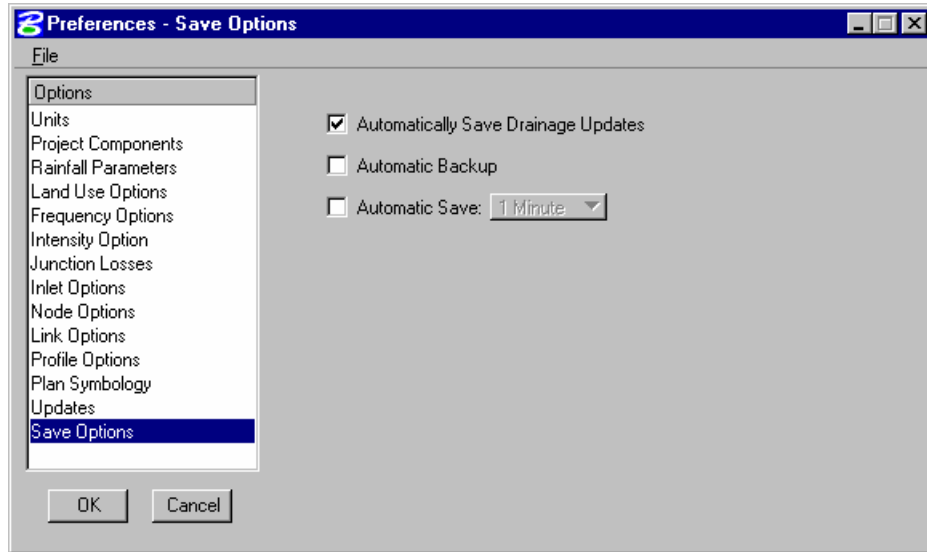 Preferences - Save Options
File
Options
Units
Project Components
Rainfall Parameters
Land Use Options
Frequency Options
Intensity Option
Junction Losses
Inlet Options
Node Options
Link Options
Profile Options
Plan Symbology
Updates
Save Options
Automatically Save Drainage Updates
Automatic Backup
Automatic Save: 1 Minute
OK Cancel